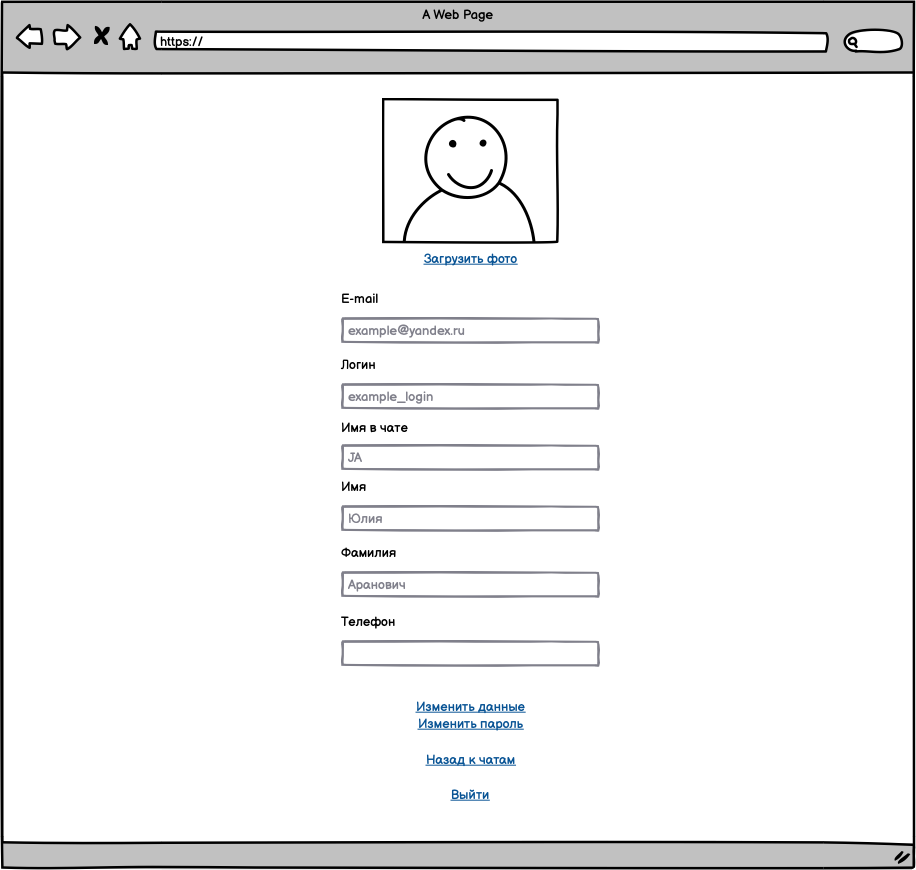 A Web Page
https://
Загрузить фото
E-mail
example@yandex.ru
Логин
example_login
Имя в чате
JA
Имя
Юлия
Фамилия
Аранович
Телефон
Изменить данные
Изменить пароль
Назад к чатам
Выйти